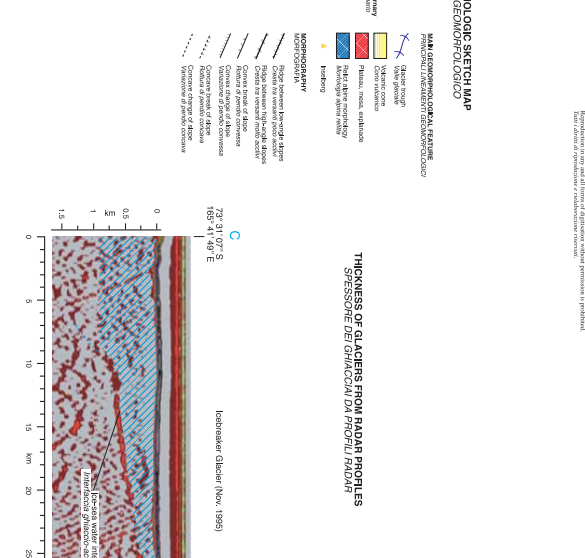 Reproduction in any and all forms of digitisation without permission is prohibited.
Tutti i diritti di riproduzione e rielaborazione riservati.
OLOGIC SKETCH MAP
GEOMORFOLOGICO
MAIN GEOMORPHOLOGICAL FEATURE
PRINCIPALI LINEAMENTI GEOMORFOLOGICI
Glacier trough
Valle glaciale
Volcanic cone
Cono vulcanico
Plateau, mesa, esplanade
Relict alpine morphology
Morfologia alpina relitta
Inselberg
MORPHOGRAPHY
MORFOGRAFIA
Ridge between low-angle slopes
Cresta tra versanti poco acclivi
Ridge between high-angle slopes
Cresta tra versanti molto acclivi
Convex break of slope
Rottura di pendio convessa
Convex change of slope
Variazione di pendio convessa
Concave break of slope
Rottura di pendio concava
Concave change of slope
Variazione di pendio concava
THICKNESS OF GLACIERS FROM RADAR PROFILES
SPESSORE DEI GHIACCIAI DA PROFILI RADAR
C
73° 31' 07" S
165° 41' 49" E
Icebreaker Glacier (Nov. 1995)
0
0.5
km
1
1.5
Ice-sea water inte
Interfaccia ghiaccio-ac
0 5 10 15 km 20 25